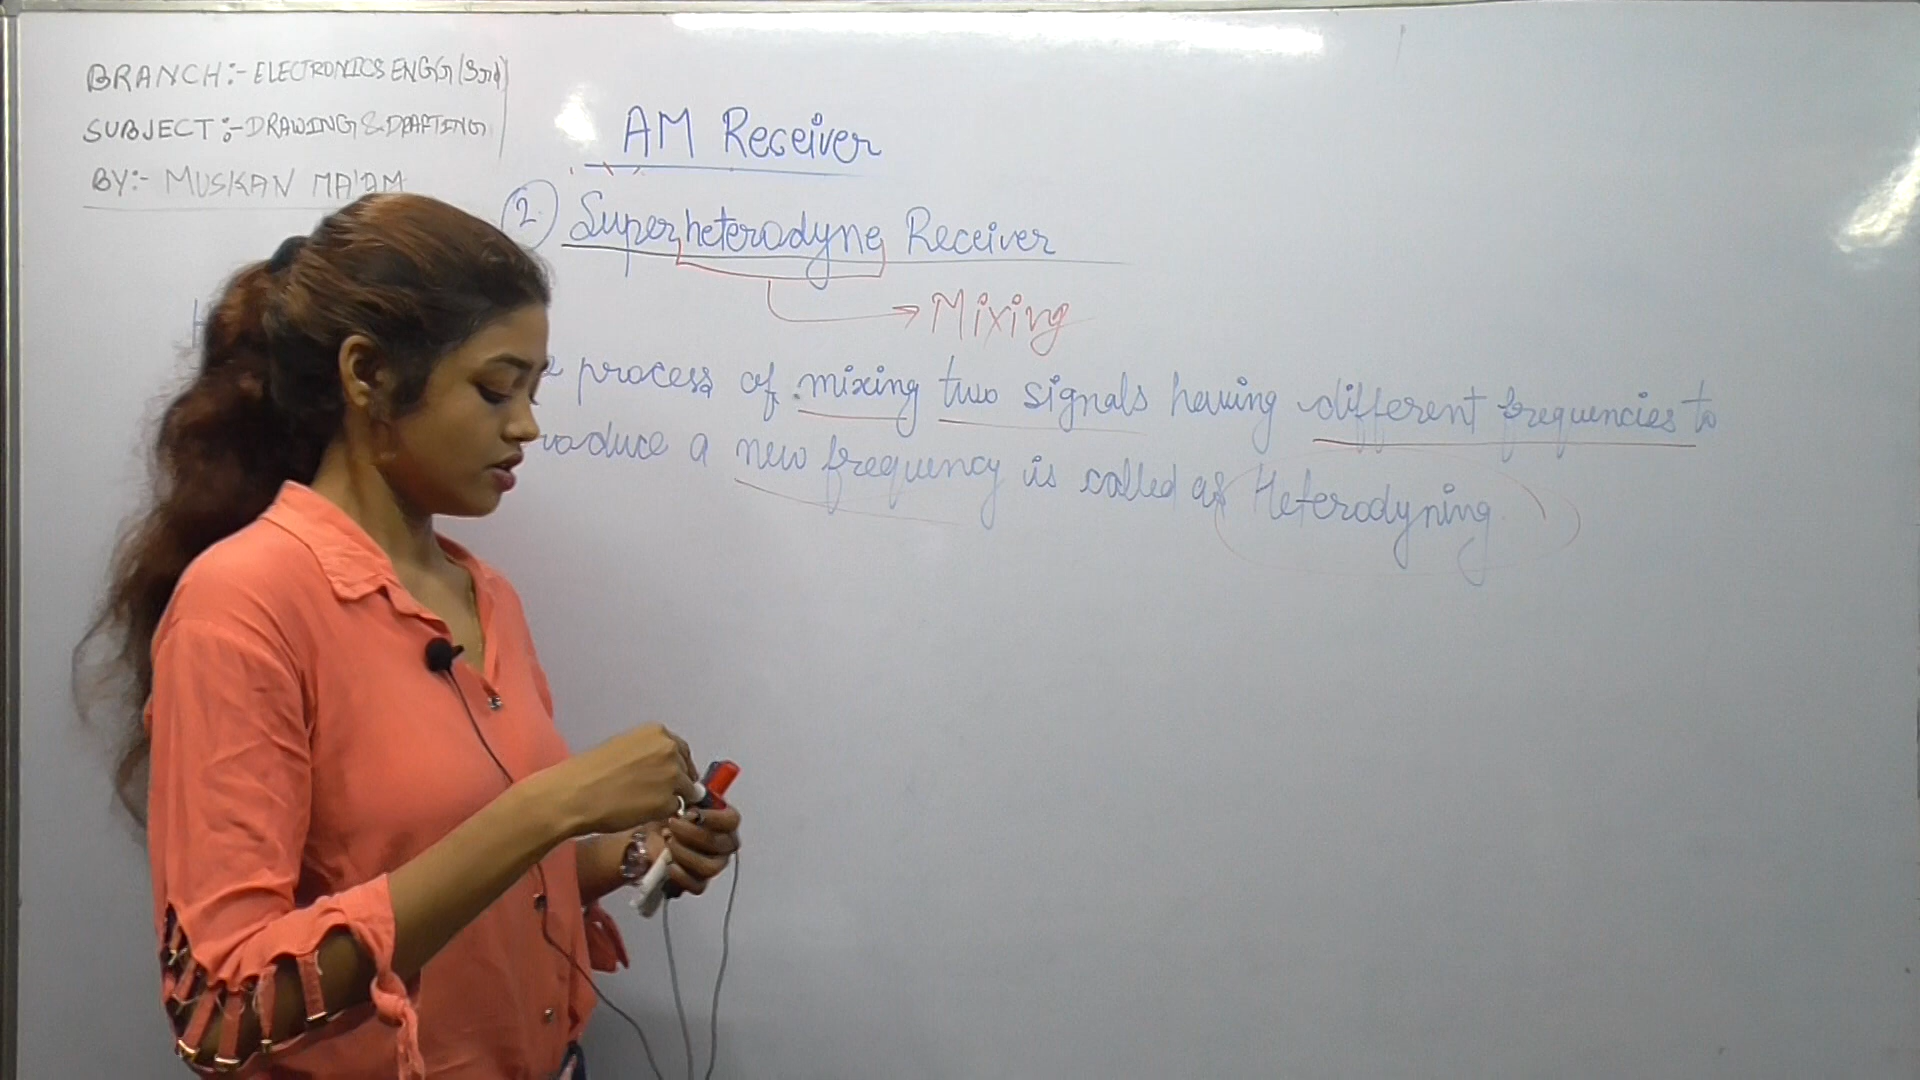 BRANCH:- ELECTRONICS ENGG (3rd)
SUBJECT:- DRAWING & DRAFTING
BY:- MUSKAN MA'AM
AM Receiver
2. Superheterodyne Receiver
→ Mixing
process of mixing two signals having different frequencies to
roduce a new frequency is called as Heterodyning.